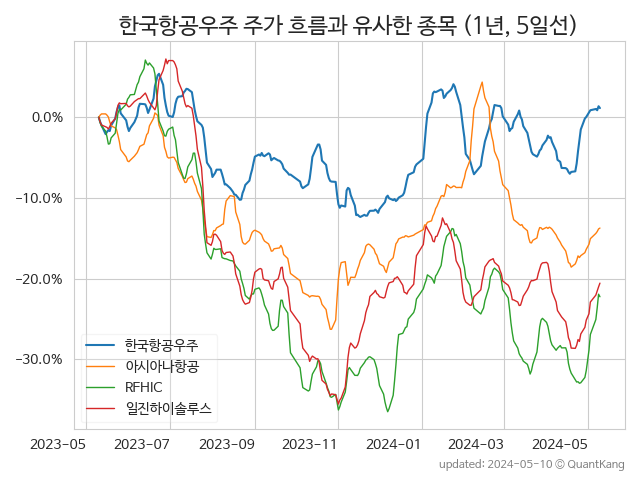 한국항공우주 주가 흐름과 유사한 종목 (1년, 5일선)
0.0%
-10.0%
-20.0%
-30.0%
한국항공우주
아시아나항공
RFHIC
일진하이솔루스
2023-05 2023-07 2023-09 2023-11 2024-01 2024-03 2024-05
updated: 2024-05-10 © QuantKang